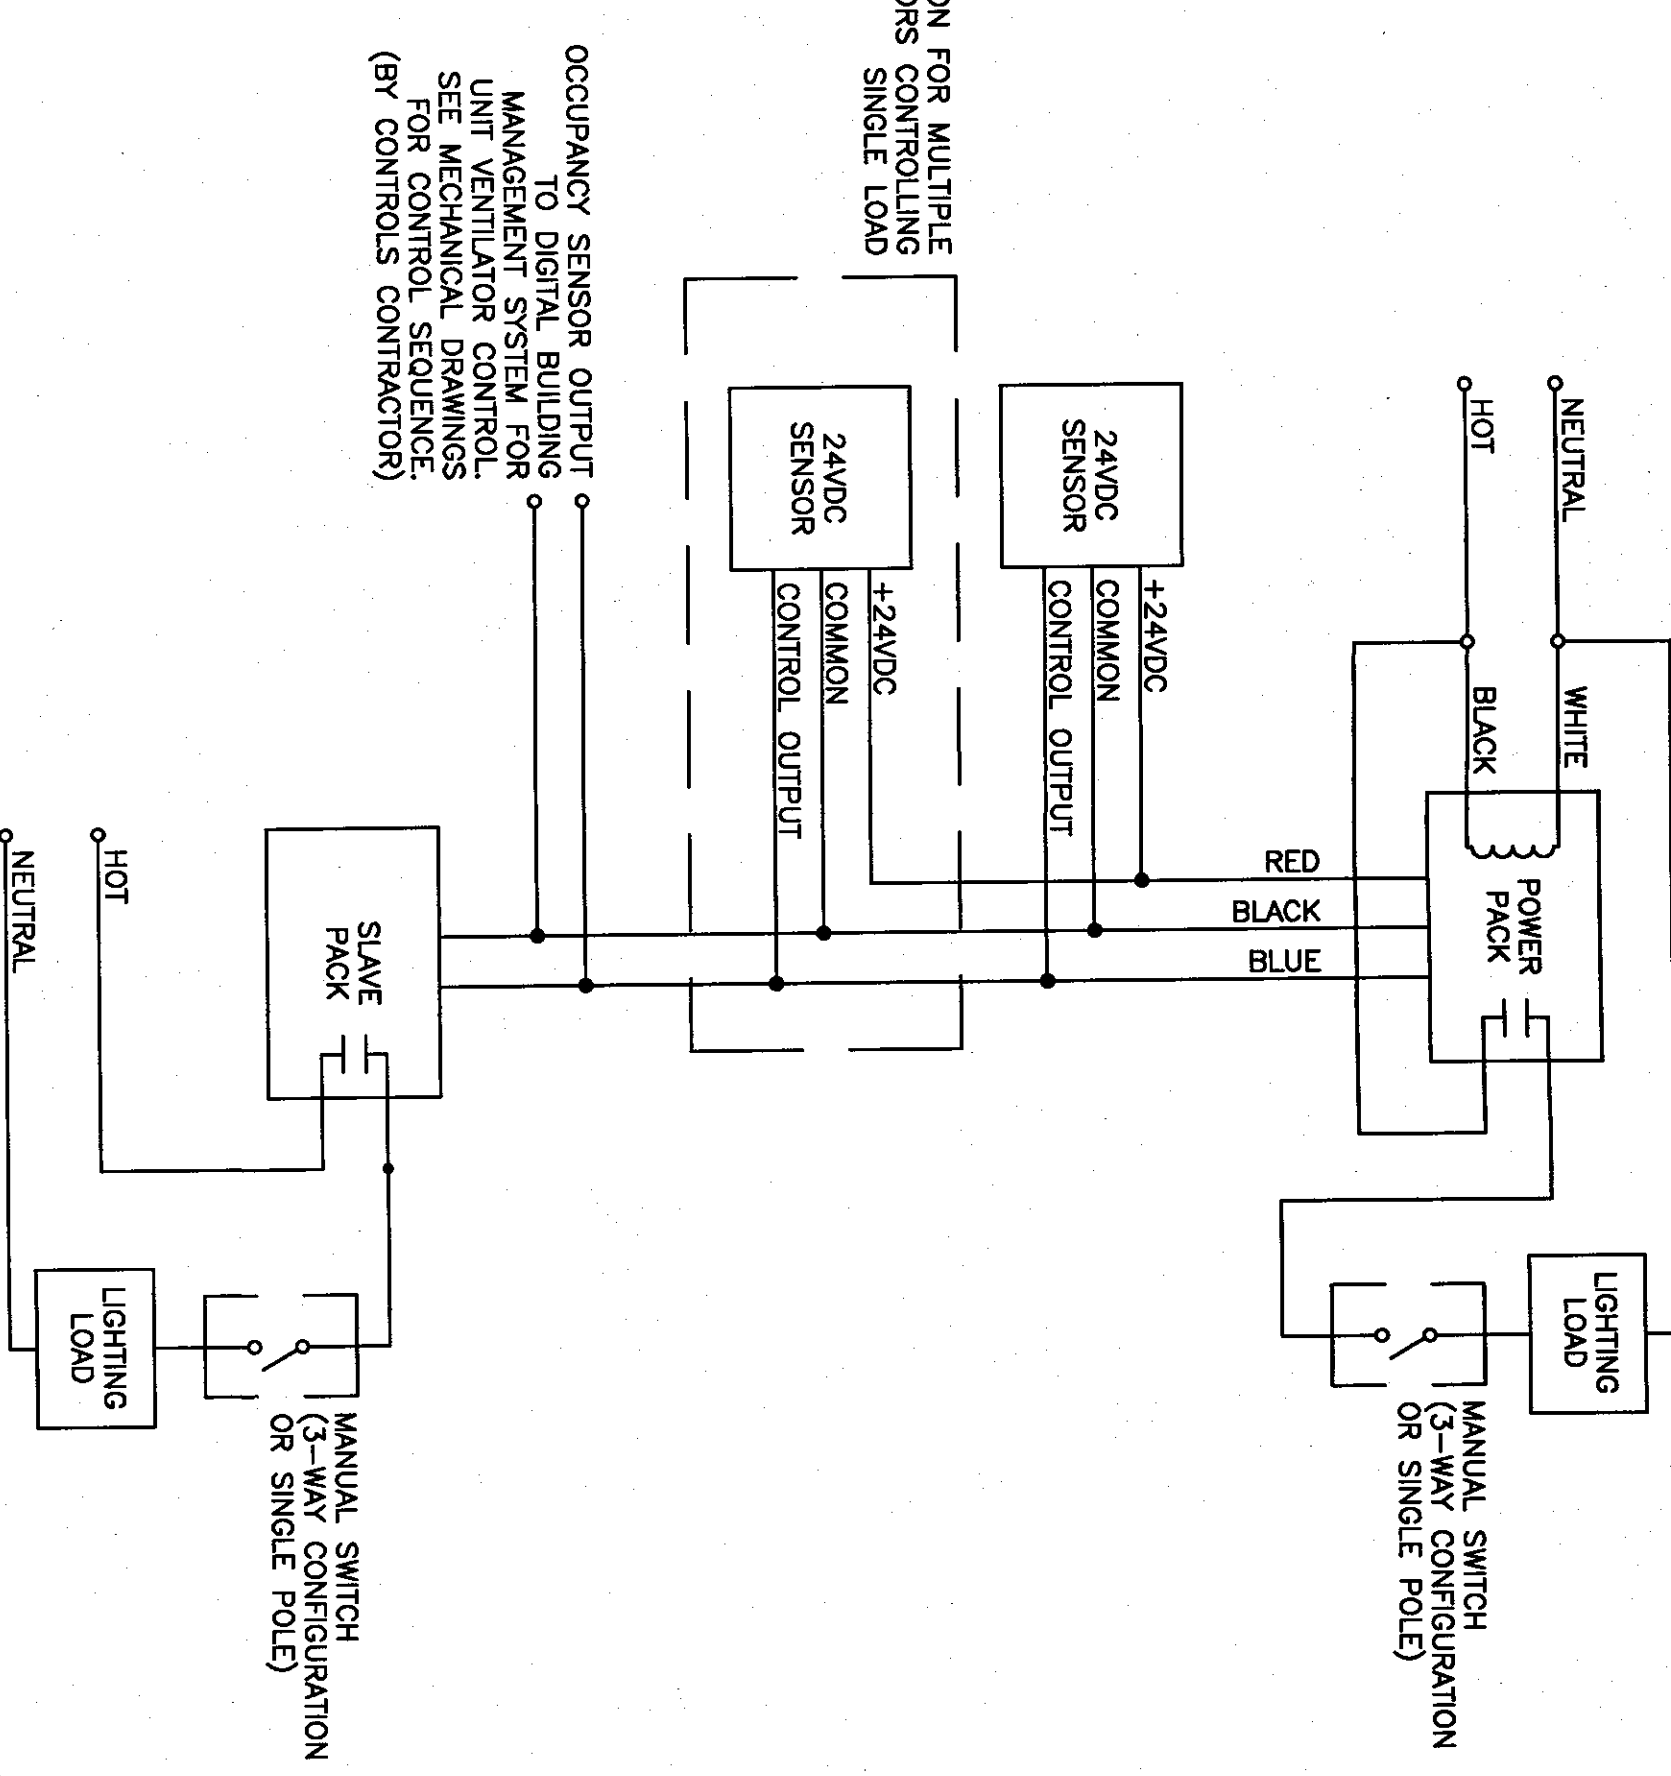 NEUTRAL
HOT
WHITE
BLACK
POWER
PACK
LIGHTING
LOAD
MANUAL SWITCH
(3-WAY CONFIGURATION
OR SINGLE POLE)
RED
BLACK
BLUE
24VDC
SENSOR
+24VDC
COMMON
CONTROL OUTPUT
FOR MULTIPLE
CONTROLLING
SINGLE LOAD
24VDC
SENSOR
+24VDC
COMMON
CONTROL OUTPUT
OCCUPANCY SENSOR OUTPUT
TO DIGITAL BUILDING
MANAGEMENT SYSTEM FOR
UNIT VENTILATOR CONTROL.
SEE MECHANICAL DRAWINGS
FOR CONTROL SEQUENCE.
(BY CONTROLS CONTRACTOR)
SLAVE
PACK
HOT
NEUTRAL
LIGHTING
LOAD
MANUAL SWITCH
(3-WAY CONFIGURATION
OR SINGLE POLE)